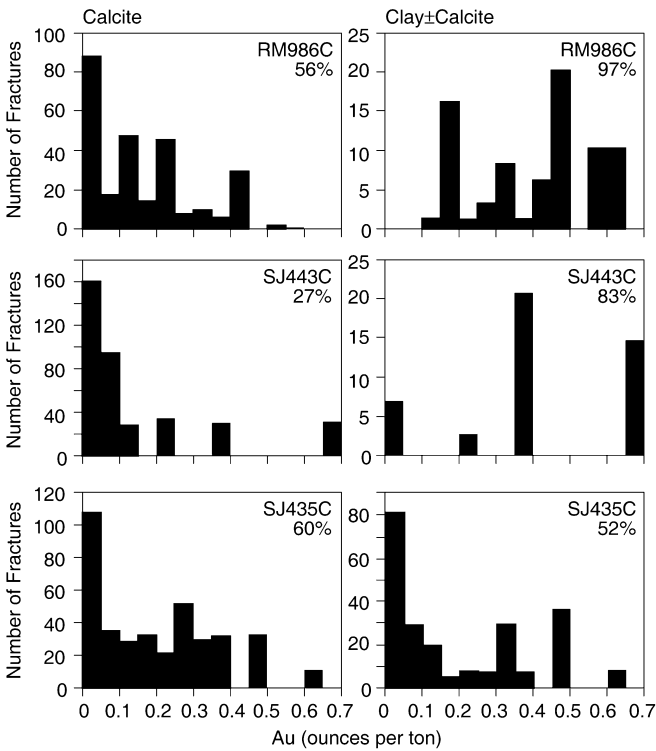 Calcite
Clay±Calcite
Number of Fractures
100
80
60
40
20
0
RM986C
56%
25
20
15
10
5
0
RM986C
97%
Number of Fractures
160
120
80
40
0
SJ443C
27%
25
20
15
10
5
0
SJ443C
83%
Number of Fractures
120
100
80
60
40
20
0
SJ435C
60%
80
60
40
20
0
SJ435C
52%
0 0.1 0.2 0.3 0.4 0.5 0.6 0.7
0 0.1 0.2 0.3 0.4 0.5 0.6 0.7
Au (ounces per ton)